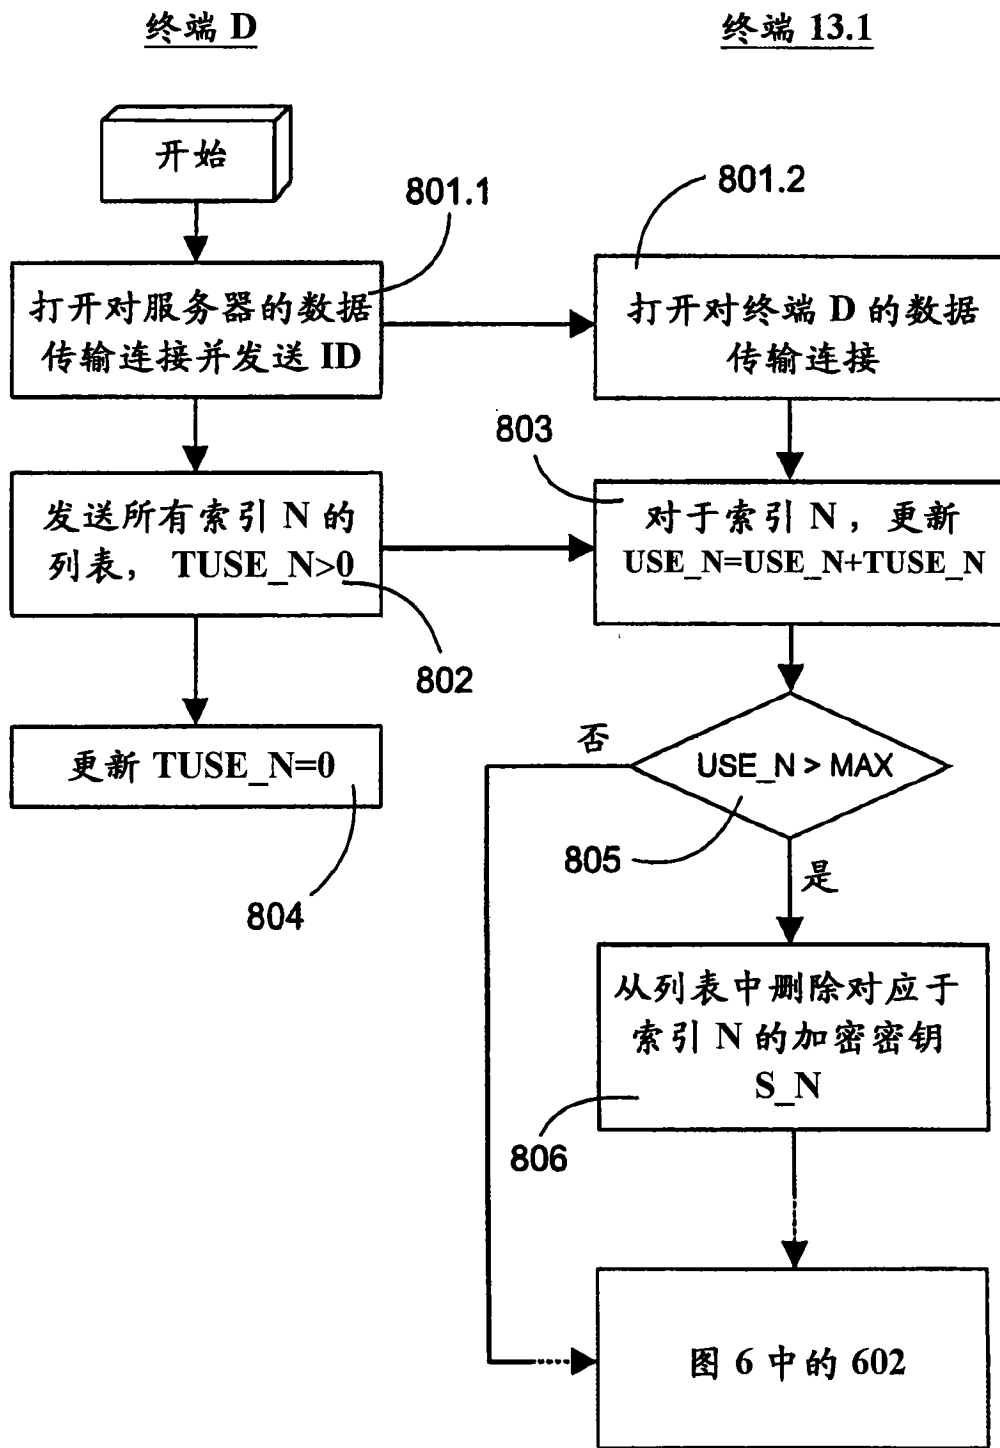 终端 D
终端 13.1
开始
801.1
801.2
打开对服务器的数据
传输连接并发送 ID
打开对终端 D 的数据
传输连接
803
发送所有索引 N 的
列表， TUSE_N>0
802
对于索引 N ，更新
USE_N=USE_N+TUSE_N
更新 TUSE_N=0
804
否
USE_N > MAX
805
是
从列表中删除对应于
索引 N 的加密密钥
S_N
806
图 6 中的 602